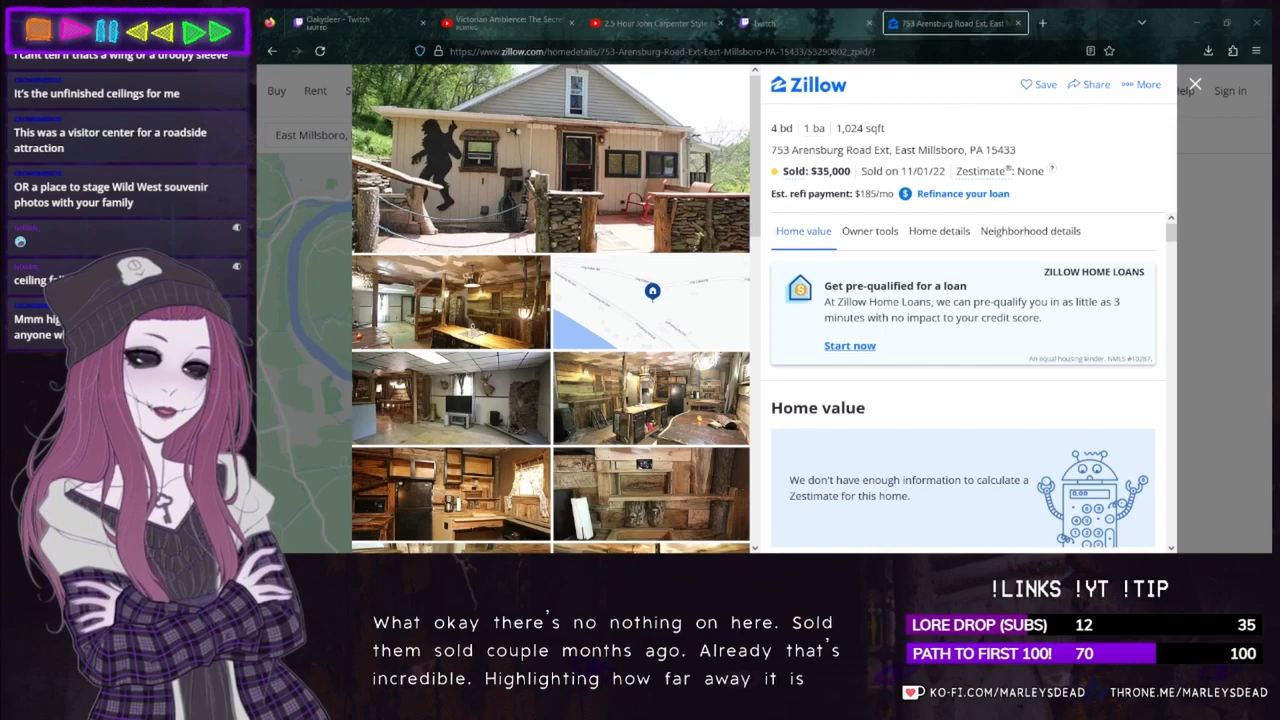 Oakydeer - Twitch
MUTED
Victorian Ambience: The Secre
PLAYING
2.5 Hour John Carpenter Style
Twitch
753 Arensburg Road Ext, East M
https://www.zillow.com/homedetails/753-Arensburg-Road-Ext-East-Millsboro-PA-15433/53290802_zpid/?
I cant tell if thats a wing or a droopy sleeve
It's the unfinished ceilings for me
This was a visitor center for a roadside
attraction
OR a place to stage Wild West souvenir
photos with your family
ceiling
Mmm
anyone
Buy
Rent
Help
Sign in
East Millsboro,
Zillow
Save
Share
More
4 bd
1 ba
1,024 sqft
753 Arensburg Road Ext, East Millsboro, PA 15433
Sold: $35,000
Sold on 11/01/22
Zestimate®: None
?
Est. refi payment: $185/mo
$
Refinance your loan
Home value
Owner tools
Home details
Neighborhood details
ZILLOW HOME LOANS
Get pre-qualified for a loan
At Zillow Home Loans, we can pre-qualify you in as little as 3
minutes with no impact to your credit score.
Start now
An equal housing lender. NMLS #10287.
Home value
We don't have enough information to calculate a
Zestimate for this home.
0.00
What okay there's no nothing on here. Sold
them sold couple months ago. Already that's
incredible. Highlighting how far away it is
!LINKS !YT !TIP
LORE DROP (SUBS) 12 35
PATH TO FIRST 100! 70 100
KO-FI.COM/MARLEYSDEAD
THRONE.ME/MARLEYSDEAD